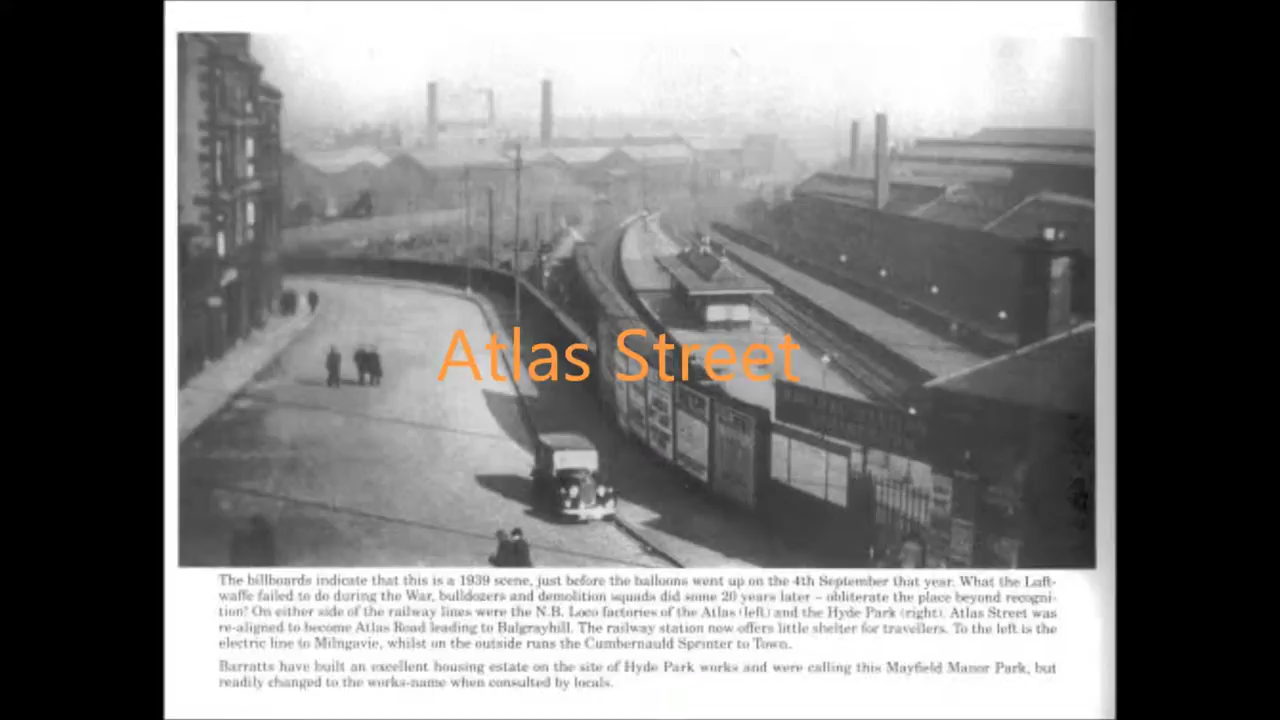 Atlas Street
The billboards indicate that this is a 1939 scene, just before the balloons went up on the 4th September that year. What the Luft-
waffe failed to do during the War, bulldozers and demolition squads did some 20 years later – obliterate the place beyond recogni-
tion! On either side of the railway lines were the N.B. Loco factories of the Atlas (left) and the Hyde Park (right). Atlas Street was
re-aligned to become Atlas Road leading to Balgrayhill. The railway station now offers little shelter for travellers. To the left is the
electric line to Milngavie, whilst on the outside runs the Cumbernauld Sprinter to Town.
Barratts have built an excellent housing estate on the site of Hyde Park works and were calling this Mayfield Manor Park, but
readily changed to the works-name when consulted by locals.